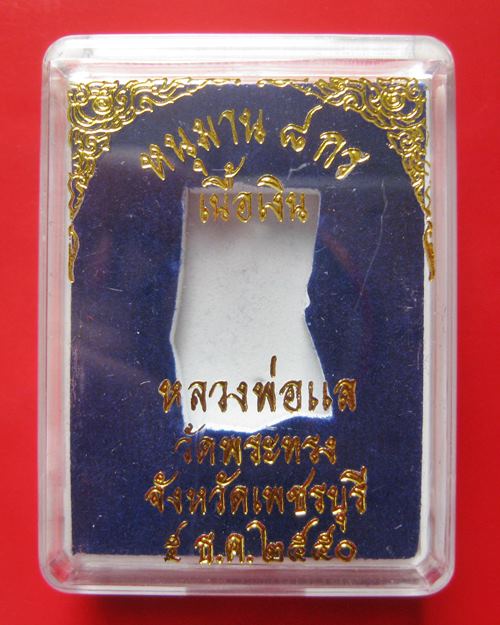 หนุมาน ๘ กร
เนื้อเงิน
หลวงพ่อแล
วัดพระทรง
จังหวัดเพชรบุรี
๕ ธ.ค.๒๕๕๐